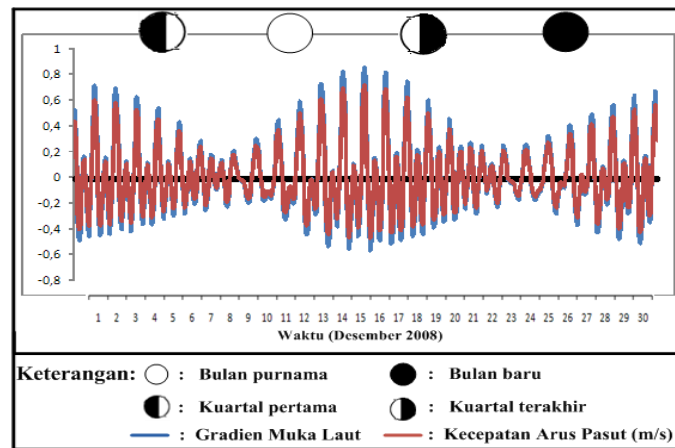 1
0,8
0,6
0,4
0,2
0
-0,2
-0,4
-0,6
-0,8
1 2 3 4 5 6 7 8 9 10 11 12 13 14 15 16 17 18 19 20 21 22 23 24 25 26 27 28 29 30
Waktu (Desember 2008)
Keterangan: : Bulan purnama : Bulan baru
: Kuartal pertama : Kuartal terakhir
: Gradien Muka Laut : Kecepatan Arus Pasut (m/s)